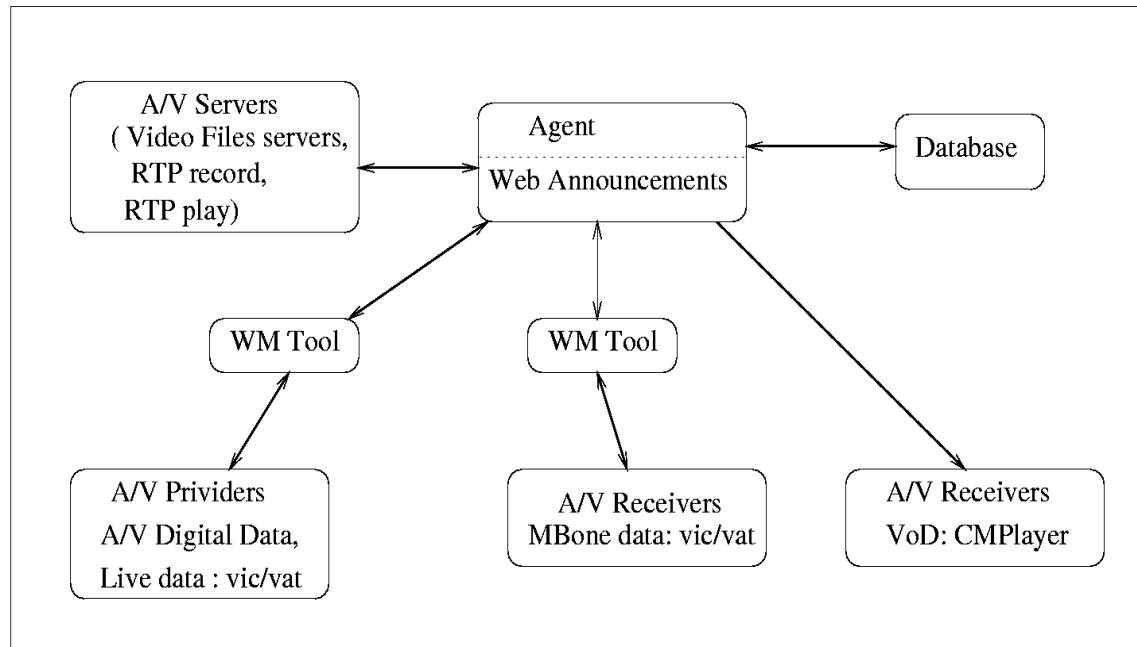 A/V Servers
( Video Files servers,
RTP record,
RTP play)
Agent
Web Announcements
Database
WM Tool
WM Tool
A/V Prividers
A/V Digital Data,
Live data : vic/vat
A/V Receivers
MBone data: vic/vat
A/V Receivers
VoD: CMPlayer